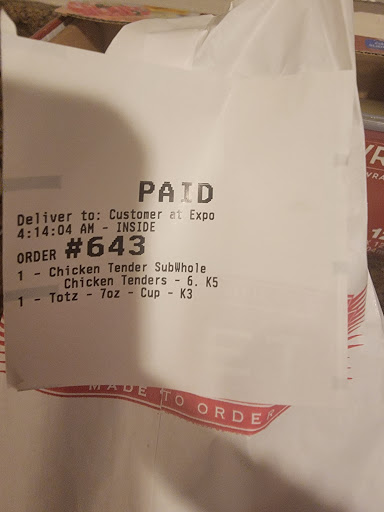 PAID
Deliver to: Customer at Expo
4:14:04 AM - INSIDE
ORDER #643
1 - Chicken Tender SubWhole
Chicken Tenders - 6. K5
1 - Totz - 7oz - Cup - K3
MADE TO ORDER